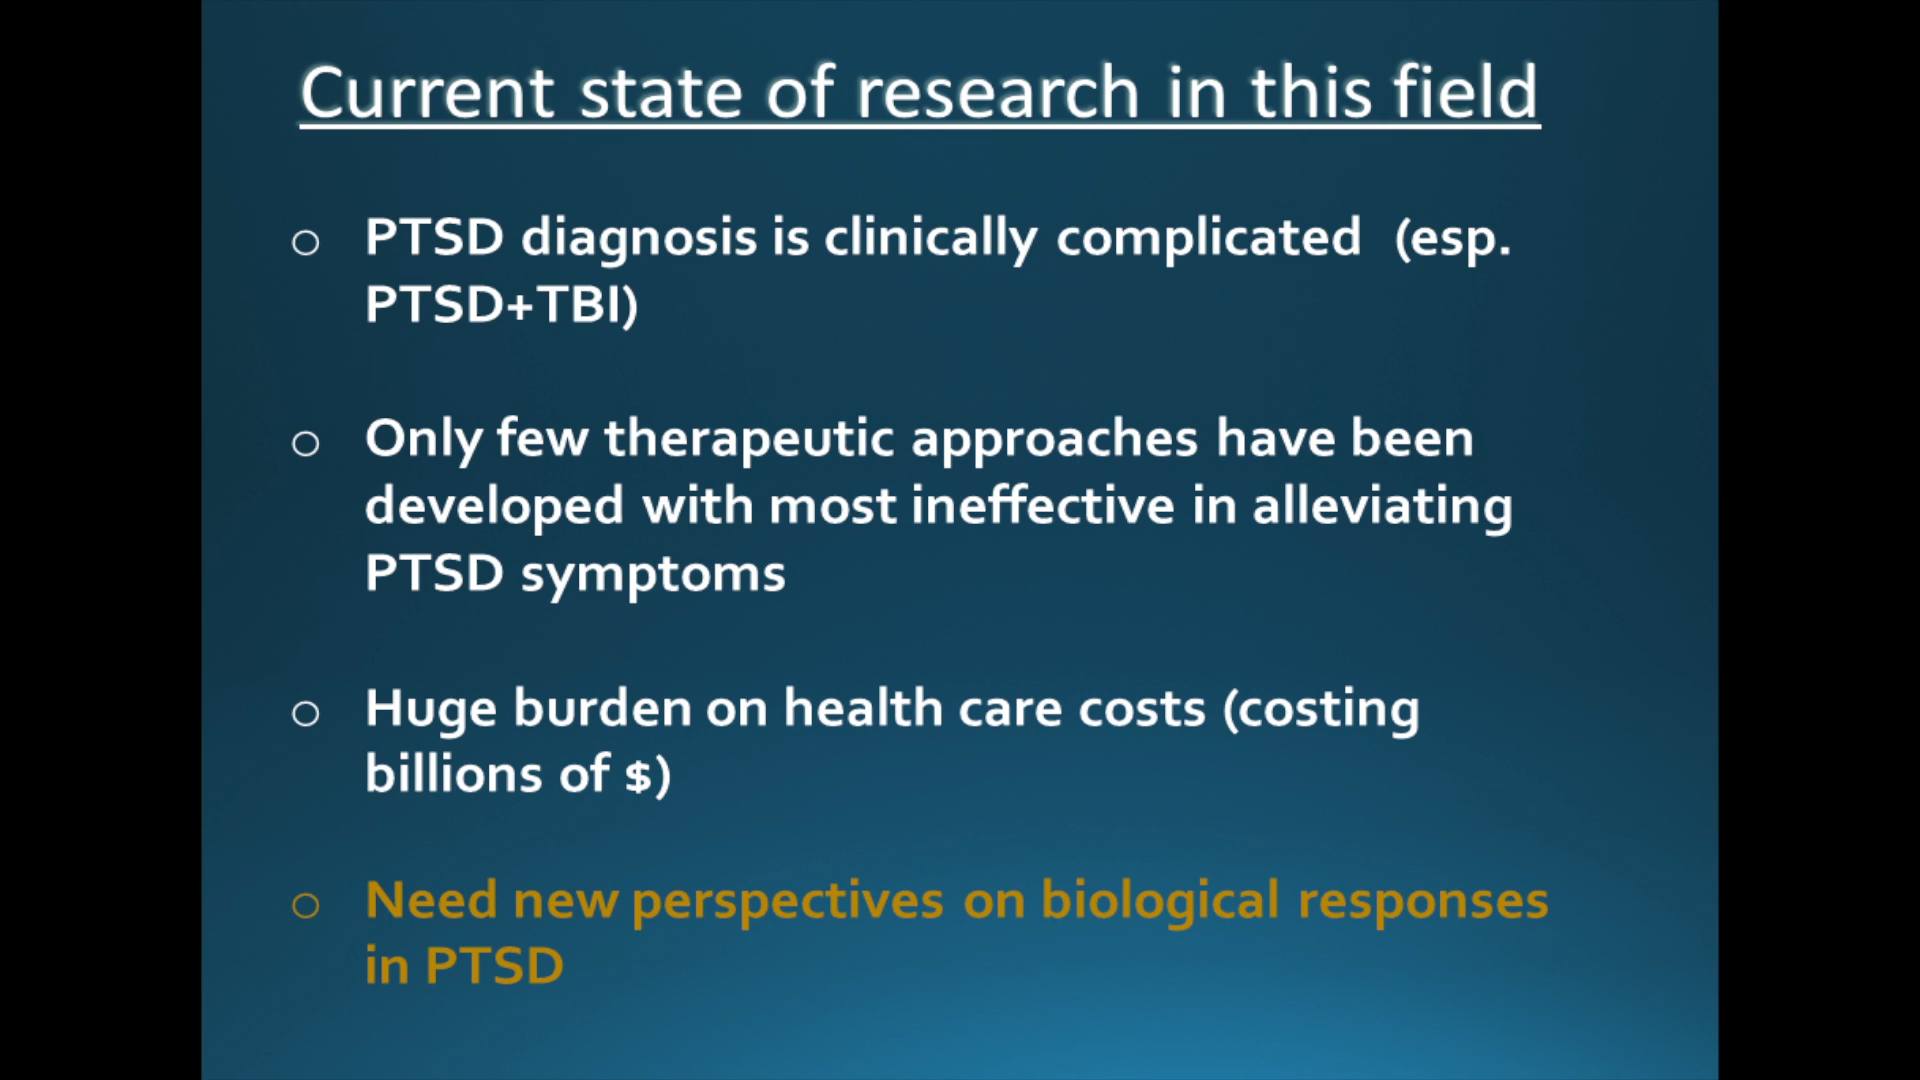 Current state of research in this field
o PTSD diagnosis is clinically complicated (esp.
PTSD+TBI)
o Only few therapeutic approaches have been
developed with most ineffective in alleviating
PTSD symptoms
o Huge burden on health care costs (costing
billions of $)
o Need new perspectives on biological responses
in PTSD